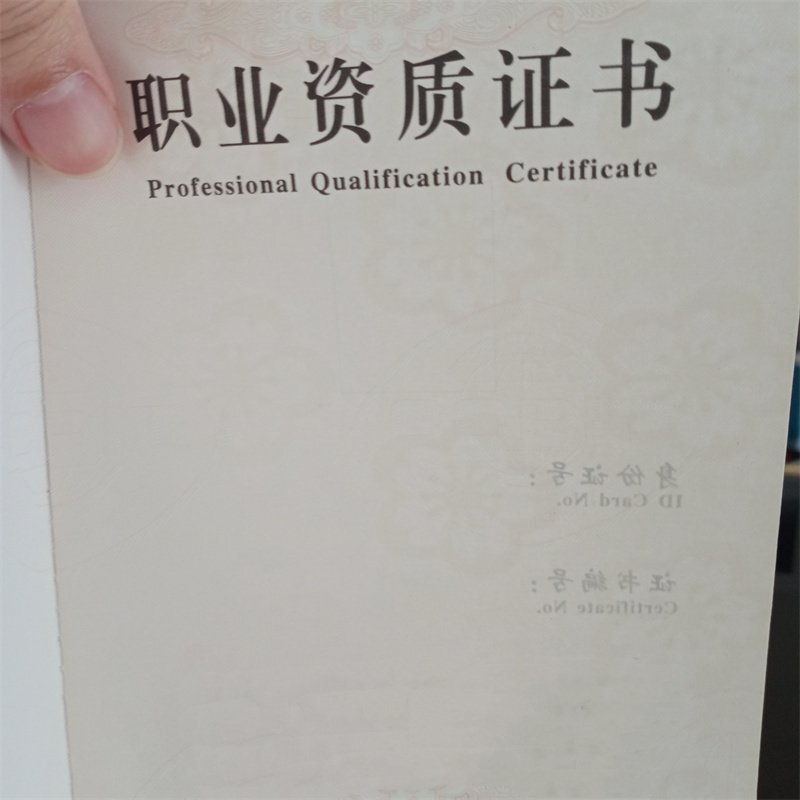 职业资质证书
Professional Qualification Certificate
身份证号：
ID Card No.
证书编号：
Certificate No.